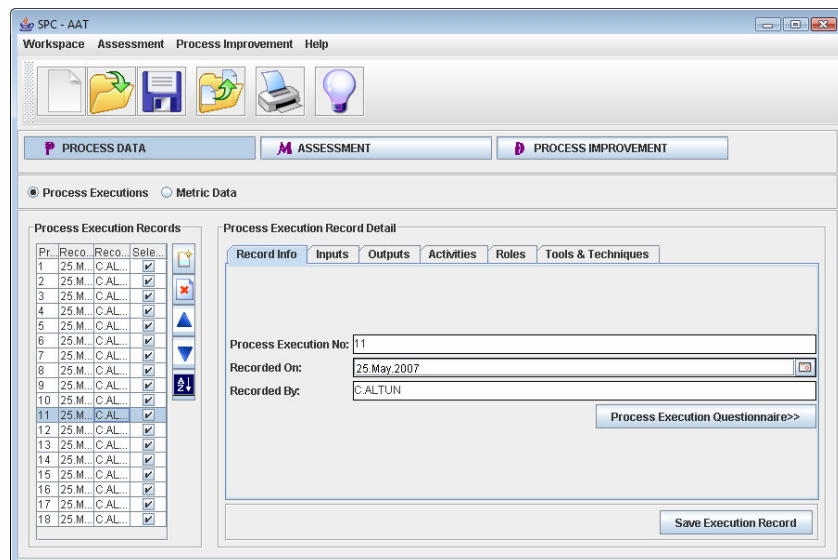 SPC - AAT
Workspace Assessment Process Improvement Help
P PROCESS DATA M ASSESSMENT PROCESS IMPROVEMENT
Process Executions Metric Data
Process Execution Records
Pr... Reco... Reco... Sele...
1 25.M... C.AL...
2 25.M... C.AL...
3 25.M... C.AL...
4 25.M... C.AL...
5 25.M... C.AL...
6 25.M... C.AL...
7 25.M... C.AL...
8 25.M... C.AL...
9 25.M... C.AL...
10 25.M... C.AL...
11 25.M... C.AL...
12 25.M... C.AL...
13 25.M... C.AL...
14 25.M... C.AL...
15 25.M... C.AL...
16 25.M... C.AL...
17 25.M... C.AL...
18 25.M... C.AL...
A Z
Process Execution Record Detail
Record Info Inputs Outputs Activities Roles Tools & Techniques
Process Execution No: 11
Recorded On: 25.May.2007
Recorded By: C.ALTUN
Process Execution Questionnaire>>
Save Execution Record